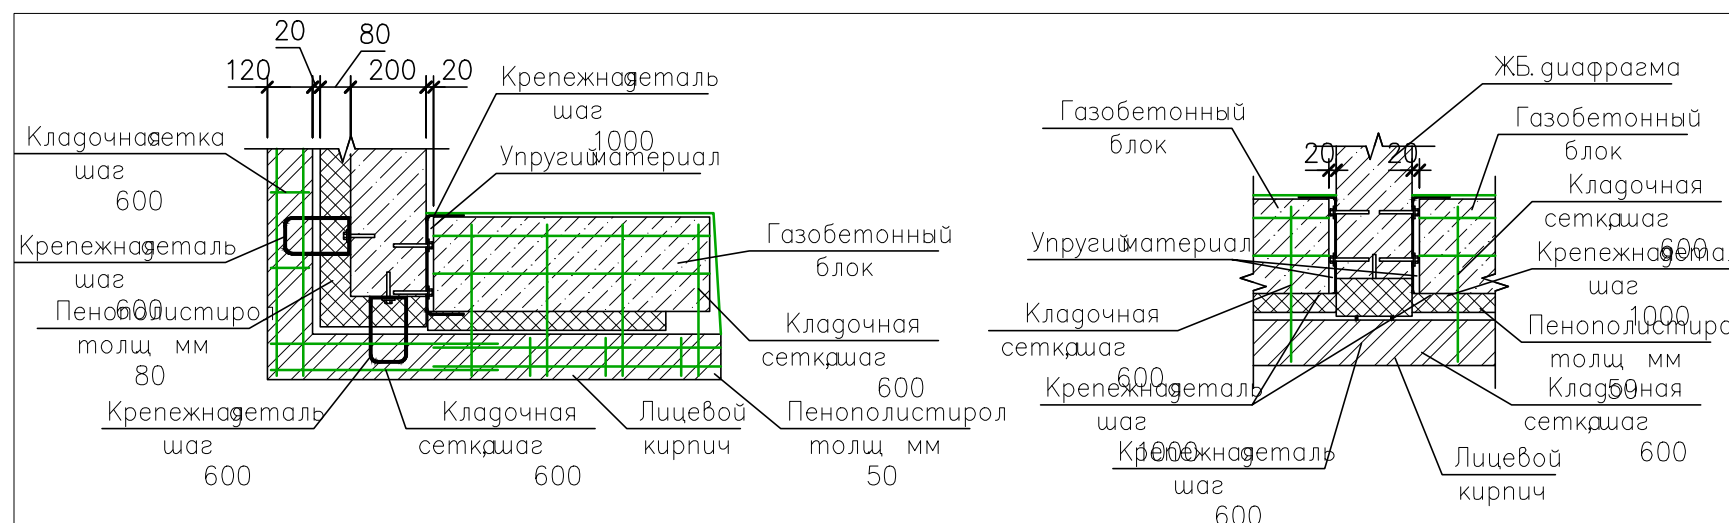 20
80
120
200
20
Крепежная деталь
шаг
1000
Кладочная сетка
шаг
600
Упругий материал
Крепежная деталь
шаг
600
Газобетонный
блок
Пенополистирол
толщ мм
80
Кладочная
сетка, шаг
600
Крепежная деталь
шаг
600
Кладочная
сетка, шаг
600
Лицевой
кирпич
Пенополистирол
толщ мм
50
ЖБ. диафрагма
Газобетонный
блок
Газобетонный
блок
20
20
Кладочная
сетка, шаг
600
Упругий материал
Крепежная деталь
шаг
1000
Кладочная
сетка, шаг
600
Пенополистирол
толщ мм
50
Крепежная деталь
шаг
1000
Кладочная
сетка, шаг
600
Крепежная деталь
шаг
600
Лицевой
кирпич